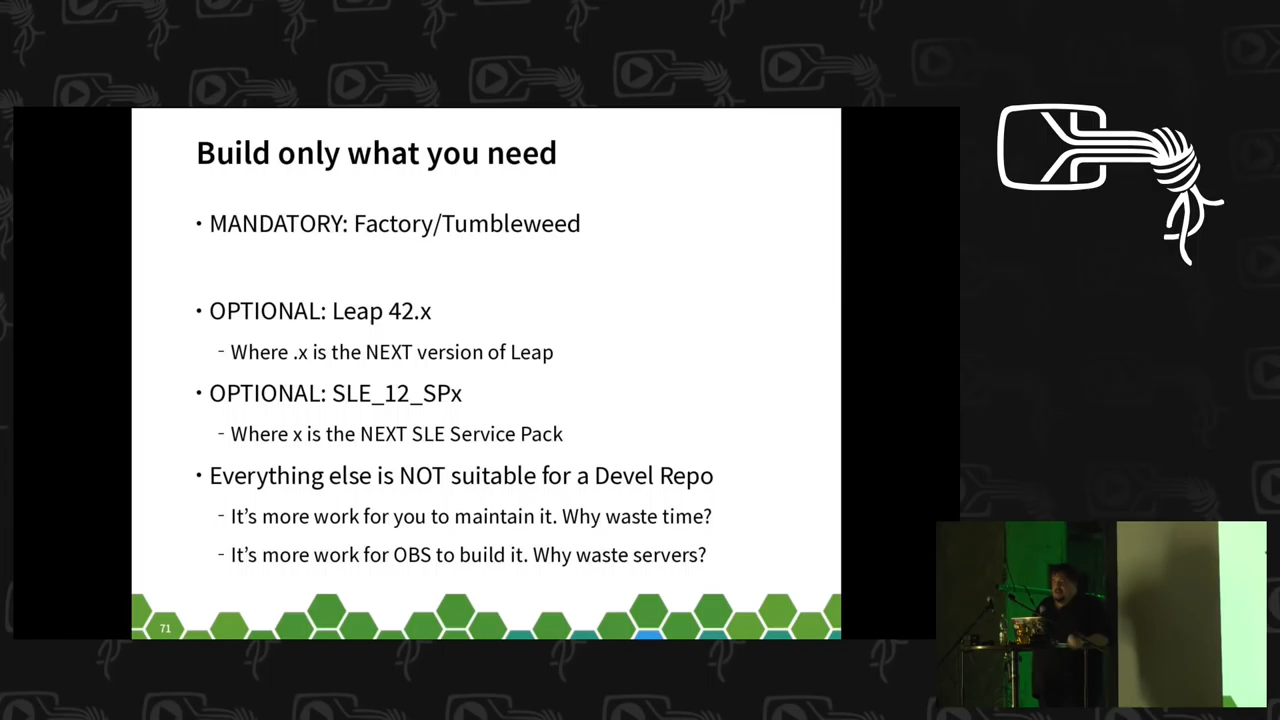 Build only what you need
• MANDATORY: Factory/Tumbleweed
• OPTIONAL: Leap 42.x
- Where .x is the NEXT version of Leap
• OPTIONAL: SLE_12_SPx
- Where x is the NEXT SLE Service Pack
• Everything else is NOT suitable for a Devel Repo
- It's more work for you to maintain it. Why waste time?
- It's more work for OBS to build it. Why waste servers?
71